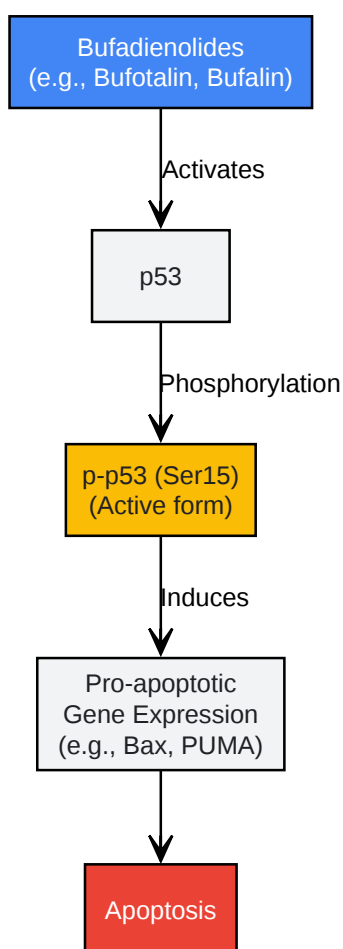 Bufadienolides
(e.g., Bufotalin, Bufalin)
Activates
p53
Phosphorylation
p-p53 (Ser15)
(Active form)
Induces
Pro-apoptotic
Gene Expression
(e.g., Bax, PUMA)
Apoptosis